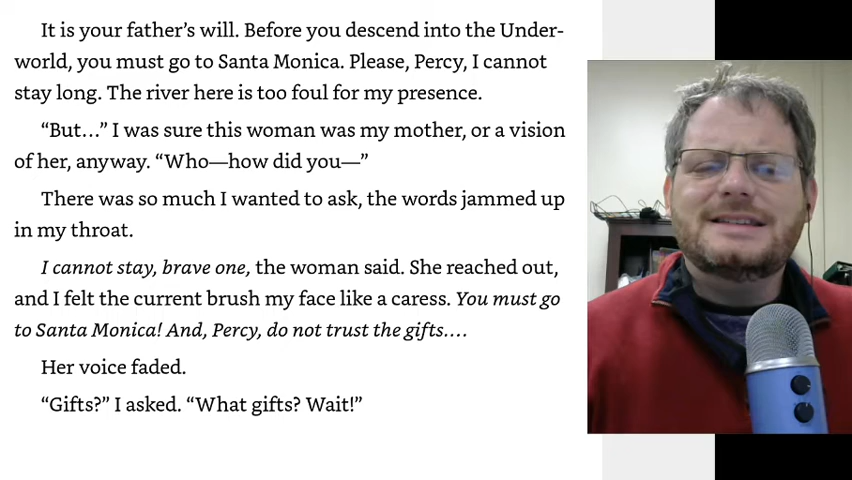 It is your father’s will. Before you descend into the Under-
world, you must go to Santa Monica. Please, Percy, I cannot
stay long. The river here is too foul for my presence.
“But…” I was sure this woman was my mother, or a vision
of her, anyway. “Who—how did you—”
There was so much I wanted to ask, the words jammed up
in my throat.
I cannot stay, brave one, the woman said. She reached out,
and I felt the current brush my face like a caress. You must go
to Santa Monica! And, Percy, do not trust the gifts….
Her voice faded.
“Gifts?” I asked. “What gifts? Wait!”